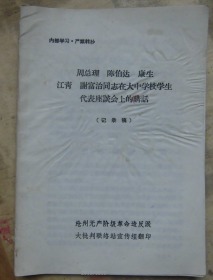 内部学习·严禁转抄
周总理 陈伯达 康生
江青 谢富治同志在大中学校学生
代表座谈会上的讲话
（记录稿）
沧州无产阶级革命造反派
大批判联络站宣传组翻印